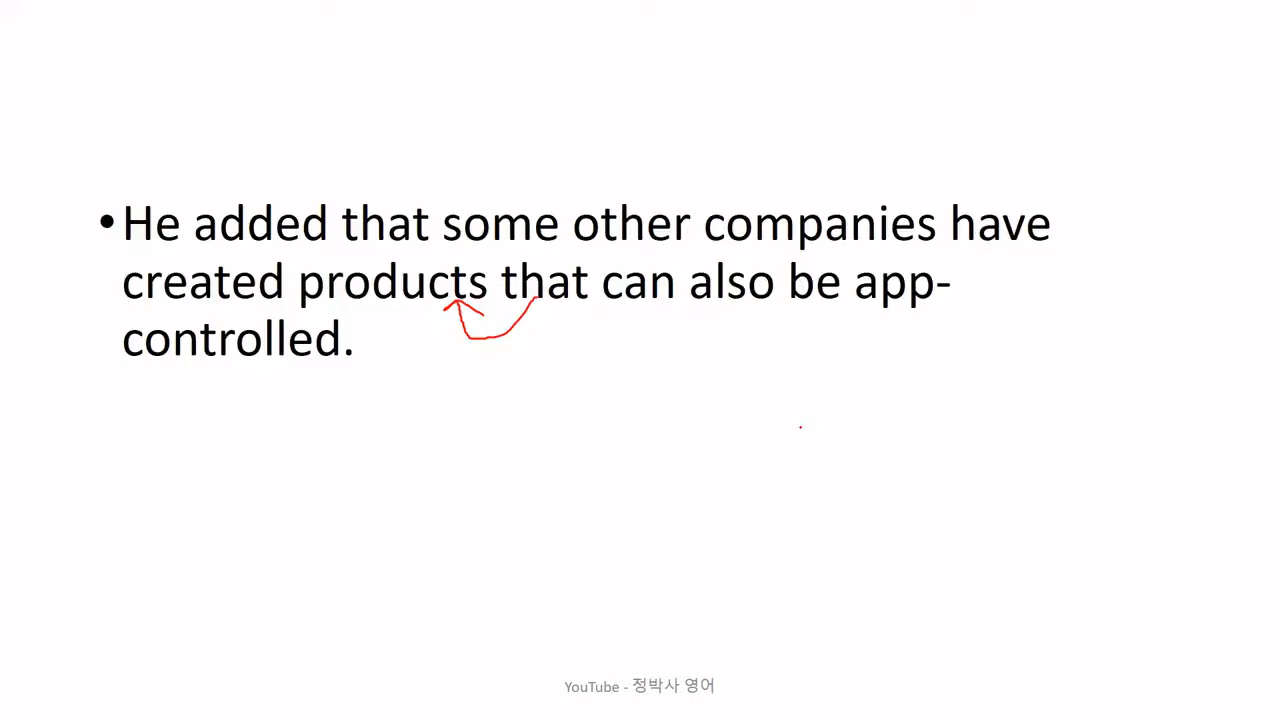 •He added that some other companies have
created products that can also be app-
controlled.
YouTube - 정박사 영어